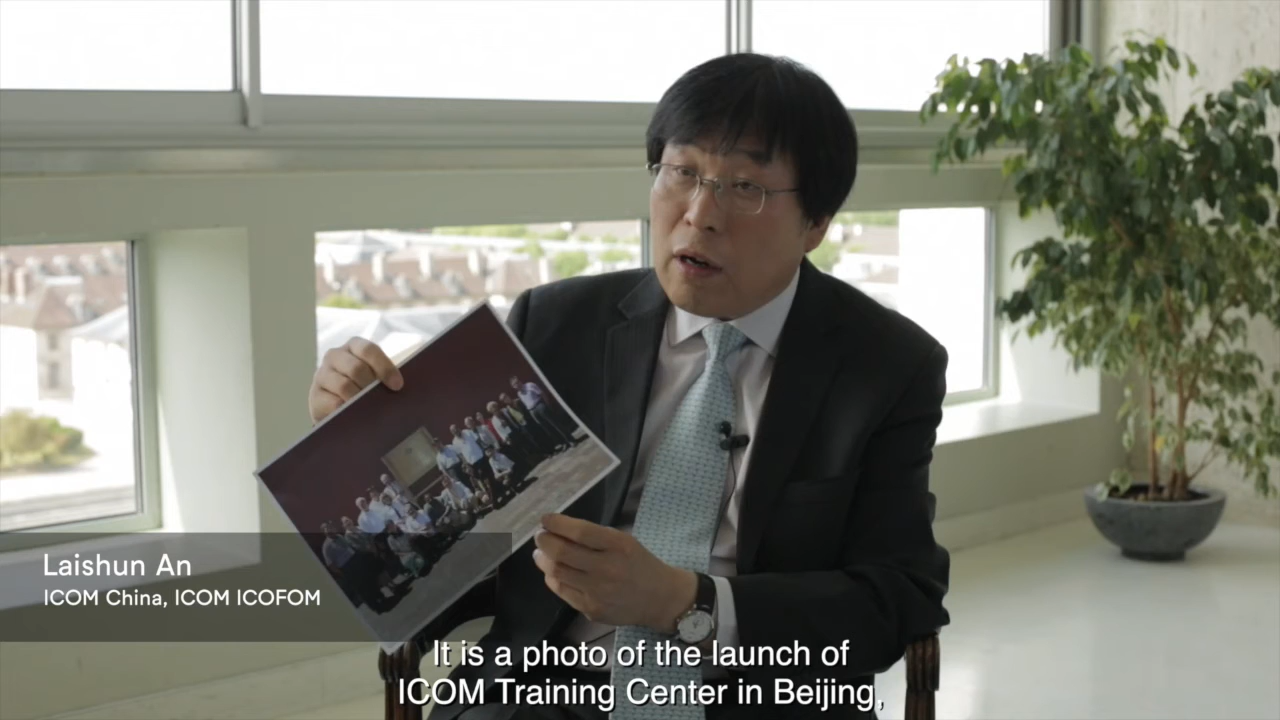 Laishun An
ICOM China, ICOM ICOFOM
It is a photo of the launch of
ICOM Training Center in Beijing,